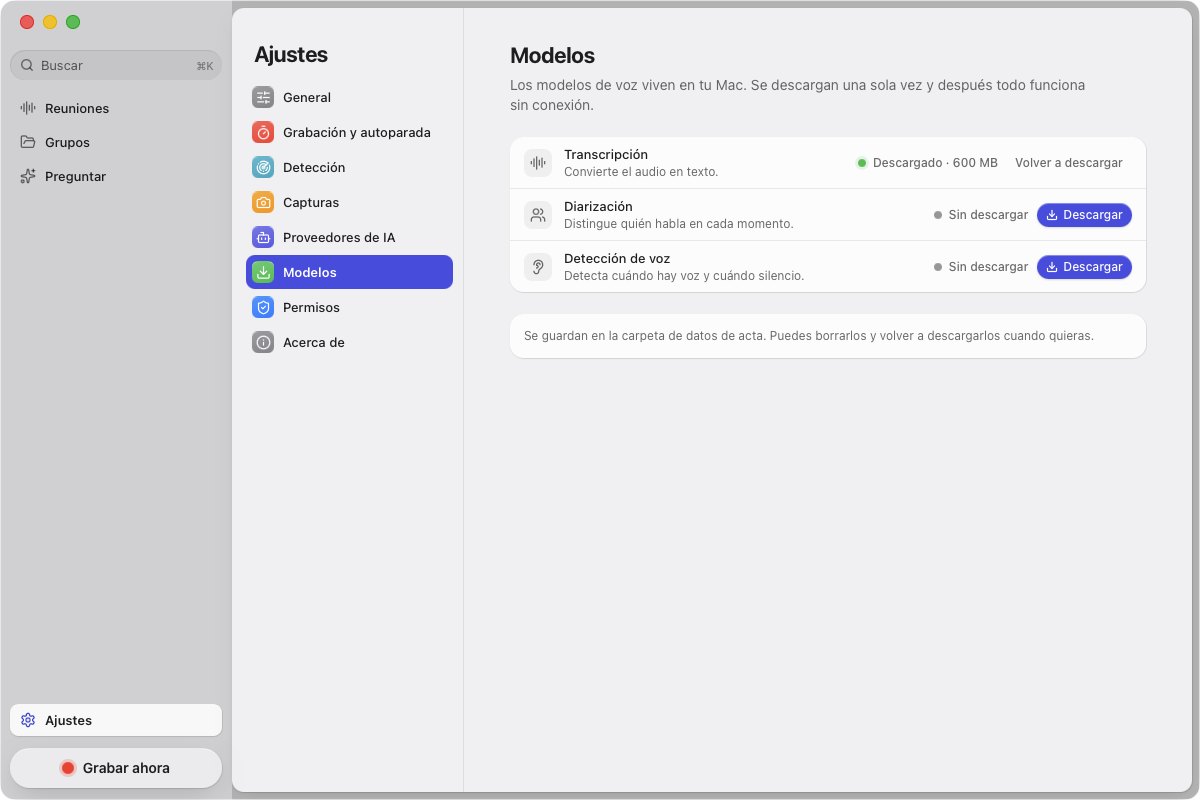 Buscar
⌘K
Reuniones
Grupos
Preguntar
Ajustes
Grabar ahora
Ajustes
General
Grabación y autoparada
Detección
Capturas
Proveedores de IA
Modelos
Permisos
Acerca de
Modelos
Los modelos de voz viven en tu Mac. Se descargan una sola vez y después todo funciona
sin conexión.
Transcripción
Convierte el audio en texto.
Descargado · 600 MB
Volver a descargar
Diarización
Distingue quién habla en cada momento.
Sin descargar
Descargar
Detección de voz
Detecta cuándo hay voz y cuándo silencio.
Sin descargar
Descargar
Se guardan en la carpeta de datos de acta. Puedes borrarlos y volver a descargarlos cuando quieras.